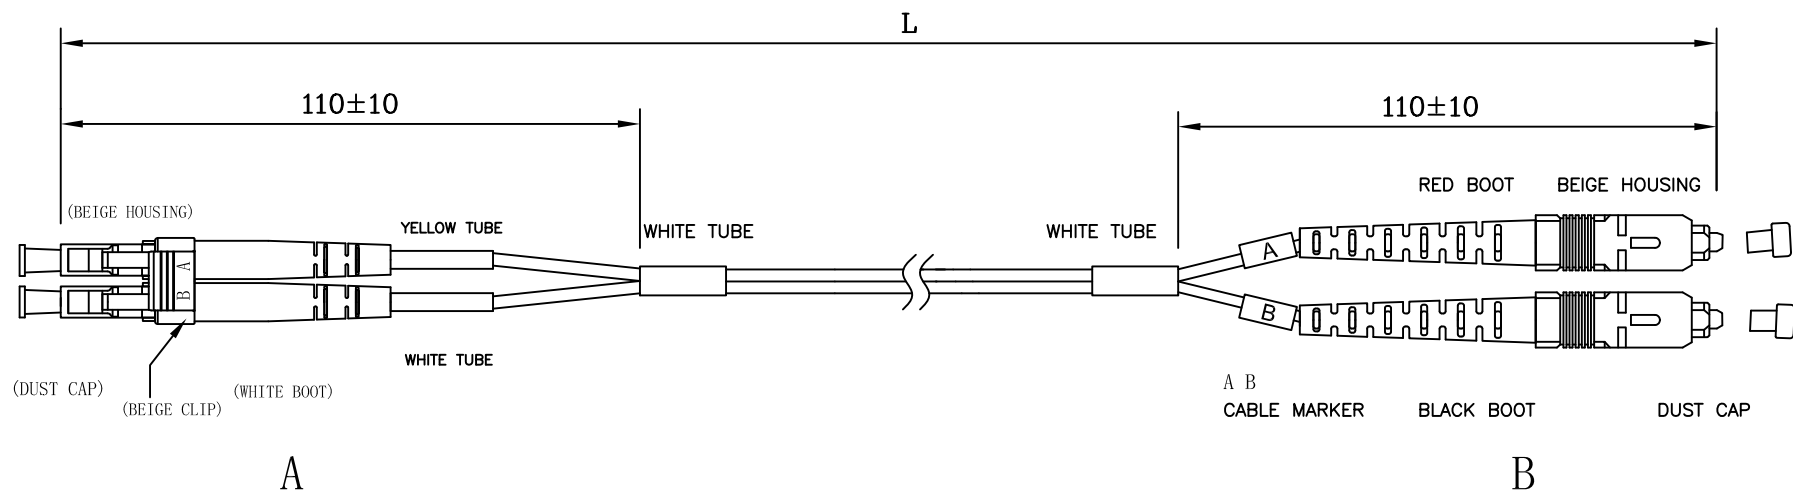 L
110±10
110±10
RED BOOT
BEIGE HOUSING
(BEIGE HOUSING)
YELLOW TUBE
WHITE TUBE
WHITE TUBE
A
B
A
B
WHITE TUBE
(DUST CAP)
(BEIGE CLIP)
(WHITE BOOT)
A B
CABLE MARKER
BLACK BOOT
DUST CAP
A
B